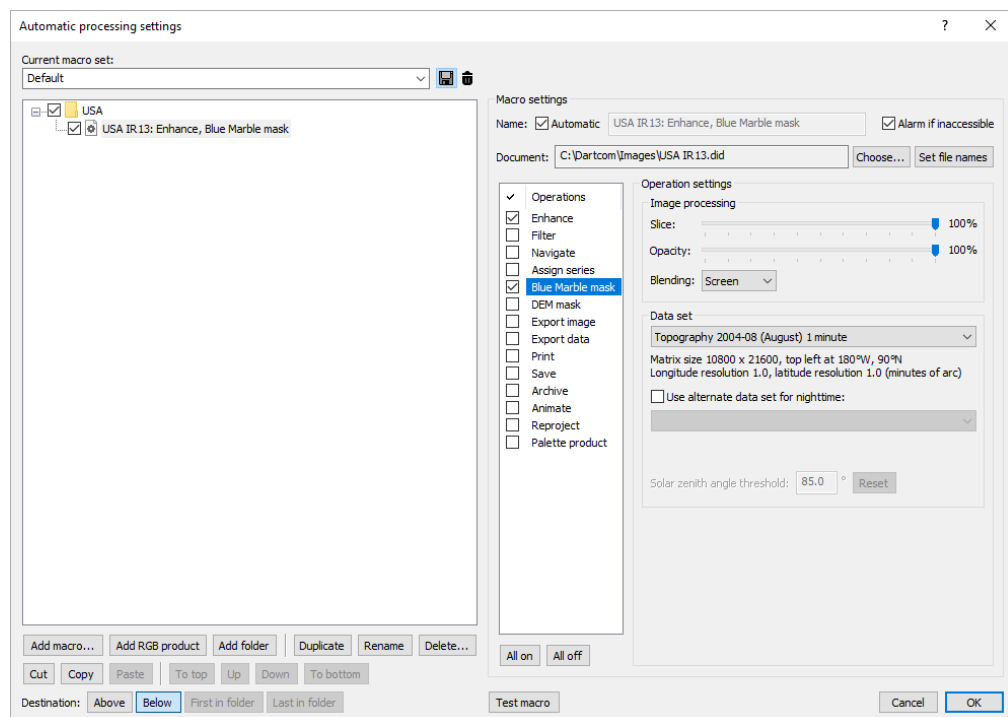 Automatic processing settings
?
Current macro set:
Default
USA
USA IR13: Enhance, Blue Marble mask
Add macro...
Add RGB product
Add folder
Duplicate
Rename
Delete...
Cut
Copy
Paste
To top
Up
Down
To bottom
Destination:
Above
Below
First in folder
Last in folder
Macro settings
Name:
Automatic
USA IR13: Enhance, Blue Marble mask
Alarm if inaccessible
Document:
C:\Dartcom\Images\USA IR13.did
Choose...
Set file names
Operations
Enhance
Filter
Navigate
Assign series
Blue Marble mask
DEM mask
Export image
Export data
Print
Save
Archive
Animate
Reproject
Palette product
All on
All off
Operation settings
Image processing
Slice:
100%
Opacity:
100%
Blending:
Screen
Data set
Topography 2004-08 (August) 1 minute
Matrix size 10800 x 21600, top left at 180°W, 90°N
Longitude resolution 1.0, latitude resolution 1.0 (minutes of arc)
Use alternate data set for nighttime:
Solar zenith angle threshold:
85.0
°
Reset
Test macro
Cancel
OK